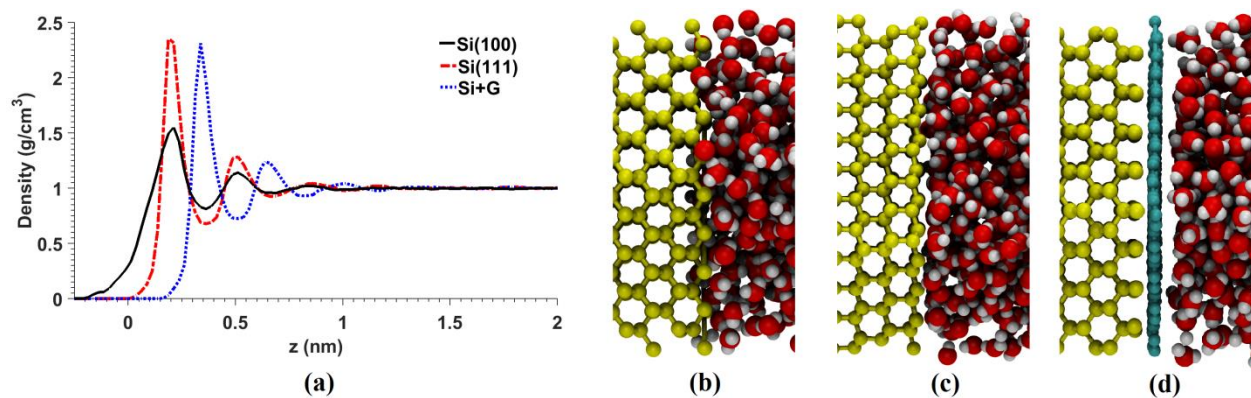 2.5
2
1.5
1
0.5
0
Density (g/cm³)
Si(100)
Si(111)
Si+G
0 0.5 1 1.5 2
z (nm)
(a) (b) (c) (d)